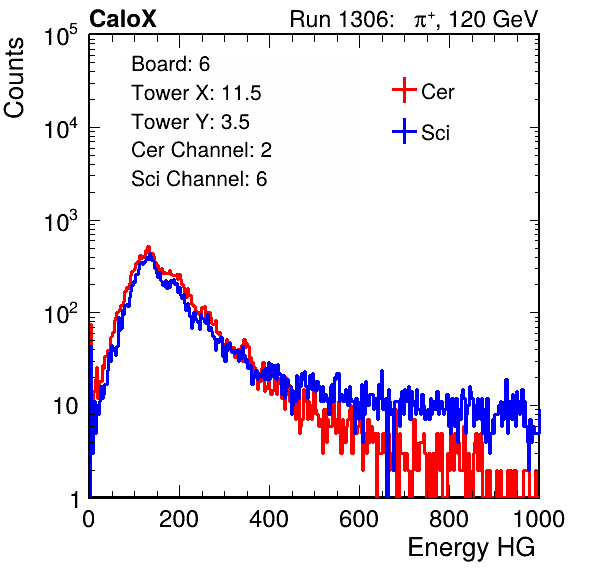 CaloX Run 1306: π⁺, 120 GeV
Counts
10⁵
10⁴
10³
10²
10
1
Board: 6
Tower X: 11.5
Tower Y: 3.5
Cer Channel: 2
Sci Channel: 6
Cer
Sci
0 200 400 600 800 1000
Energy HG